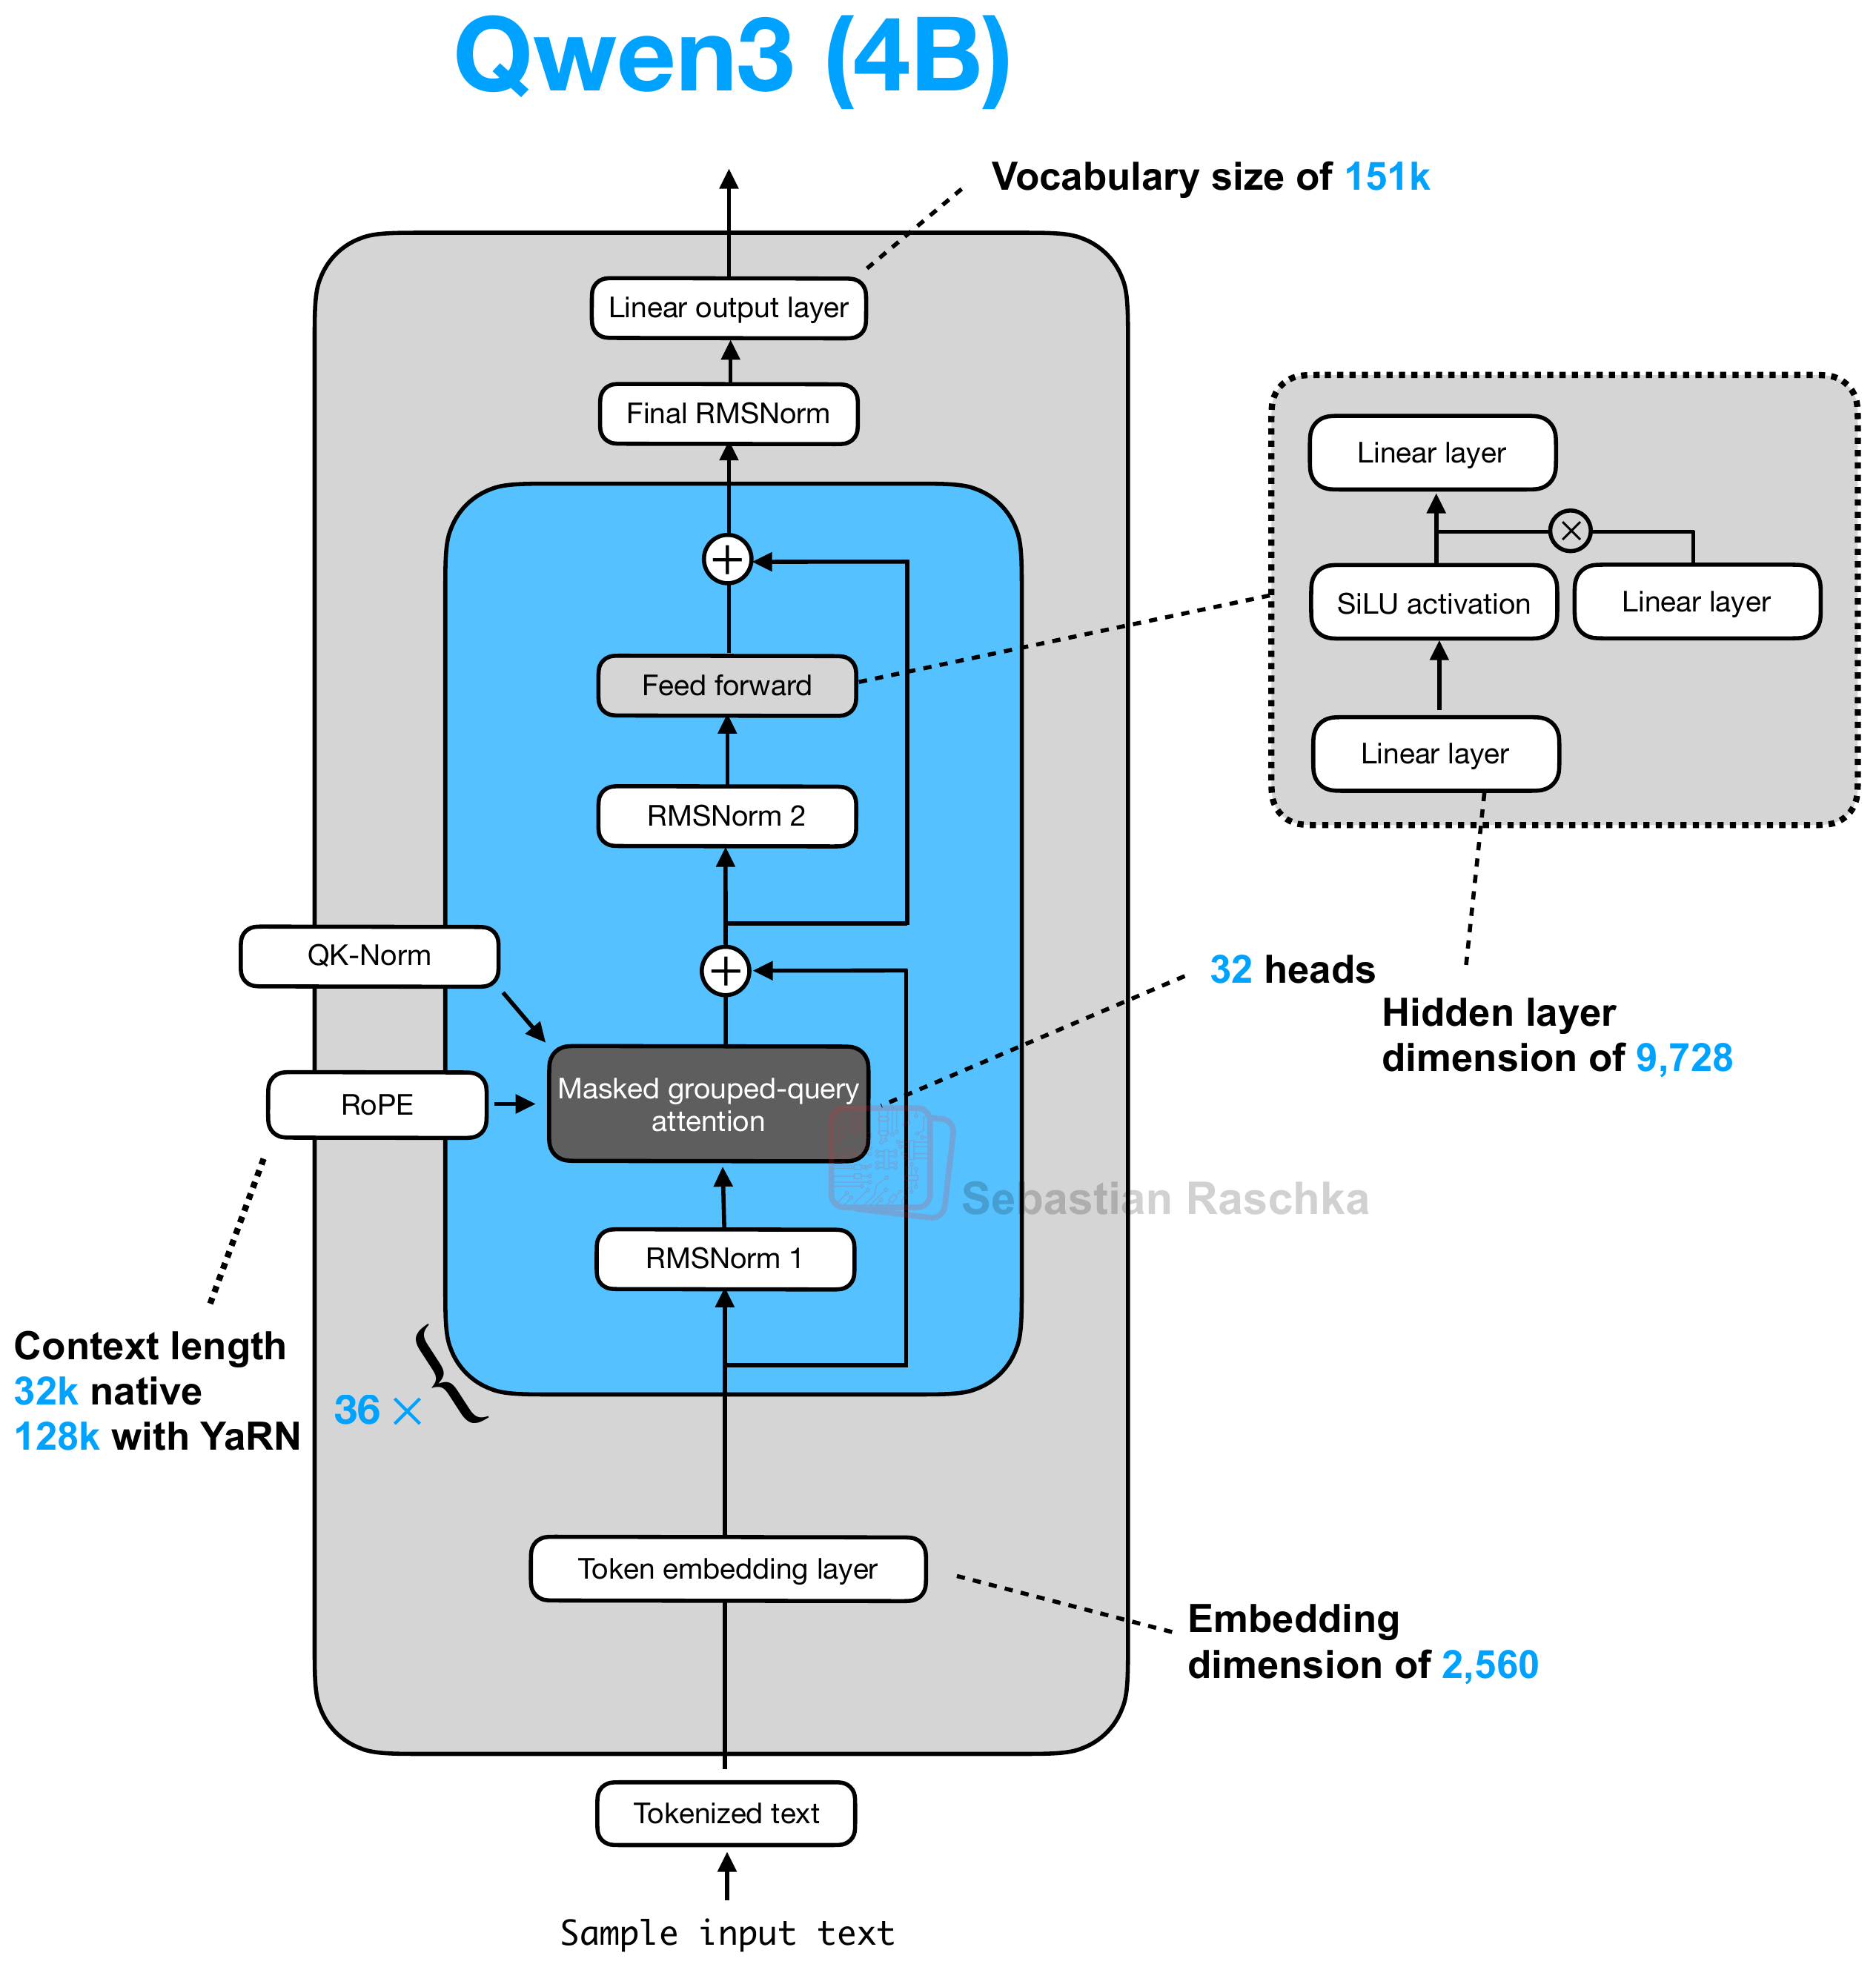 Qwen3 (4B)
Vocabulary size of 151k
Linear output layer
Final RMSNorm
Linear layer
SiLU activation
Linear layer
Linear layer
Feed forward
RMSNorm 2
QK-Norm
32 heads
Hidden layer
dimension of 9,728
Masked grouped-query
attention
RoPE
Sebastian Raschka
RMSNorm 1
Context length
32k native
128k with YaRN
36 ×
Token embedding layer
Embedding
dimension of 2,560
Tokenized text
Sample input text